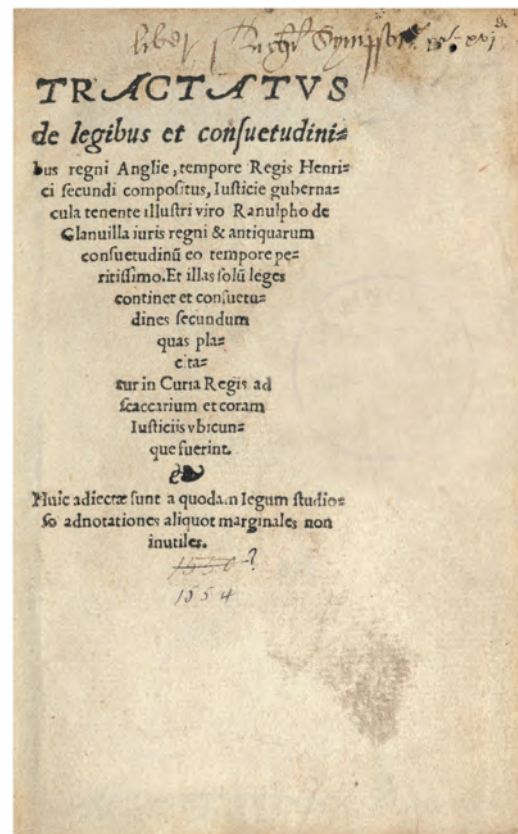 liber
TRACTATVS
de legibus et conſuetudini=
bus regni Anglie, tempore Regis Henri=
ci ſecundi compoſitus, Iuſticie guberna=
cula tenente illuſtri viro Ranulpho de
Glanuilla iuris regni & antiquarum
conſuetudinū eo tempore pe=
ritiſſimo. Et illas ſolū leges
continet et conſuetu=
dines ſecundum
quas pla=
cita=
tur in Curia Regis ad
ſcaccarium et coram
Iuſticiis vbicun=
que fuerint.
Huic adiectæ ſunt a quodam legum ſtudio=
ſo adnotationes aliquot marginales non
inutiles.
1550-?
1554